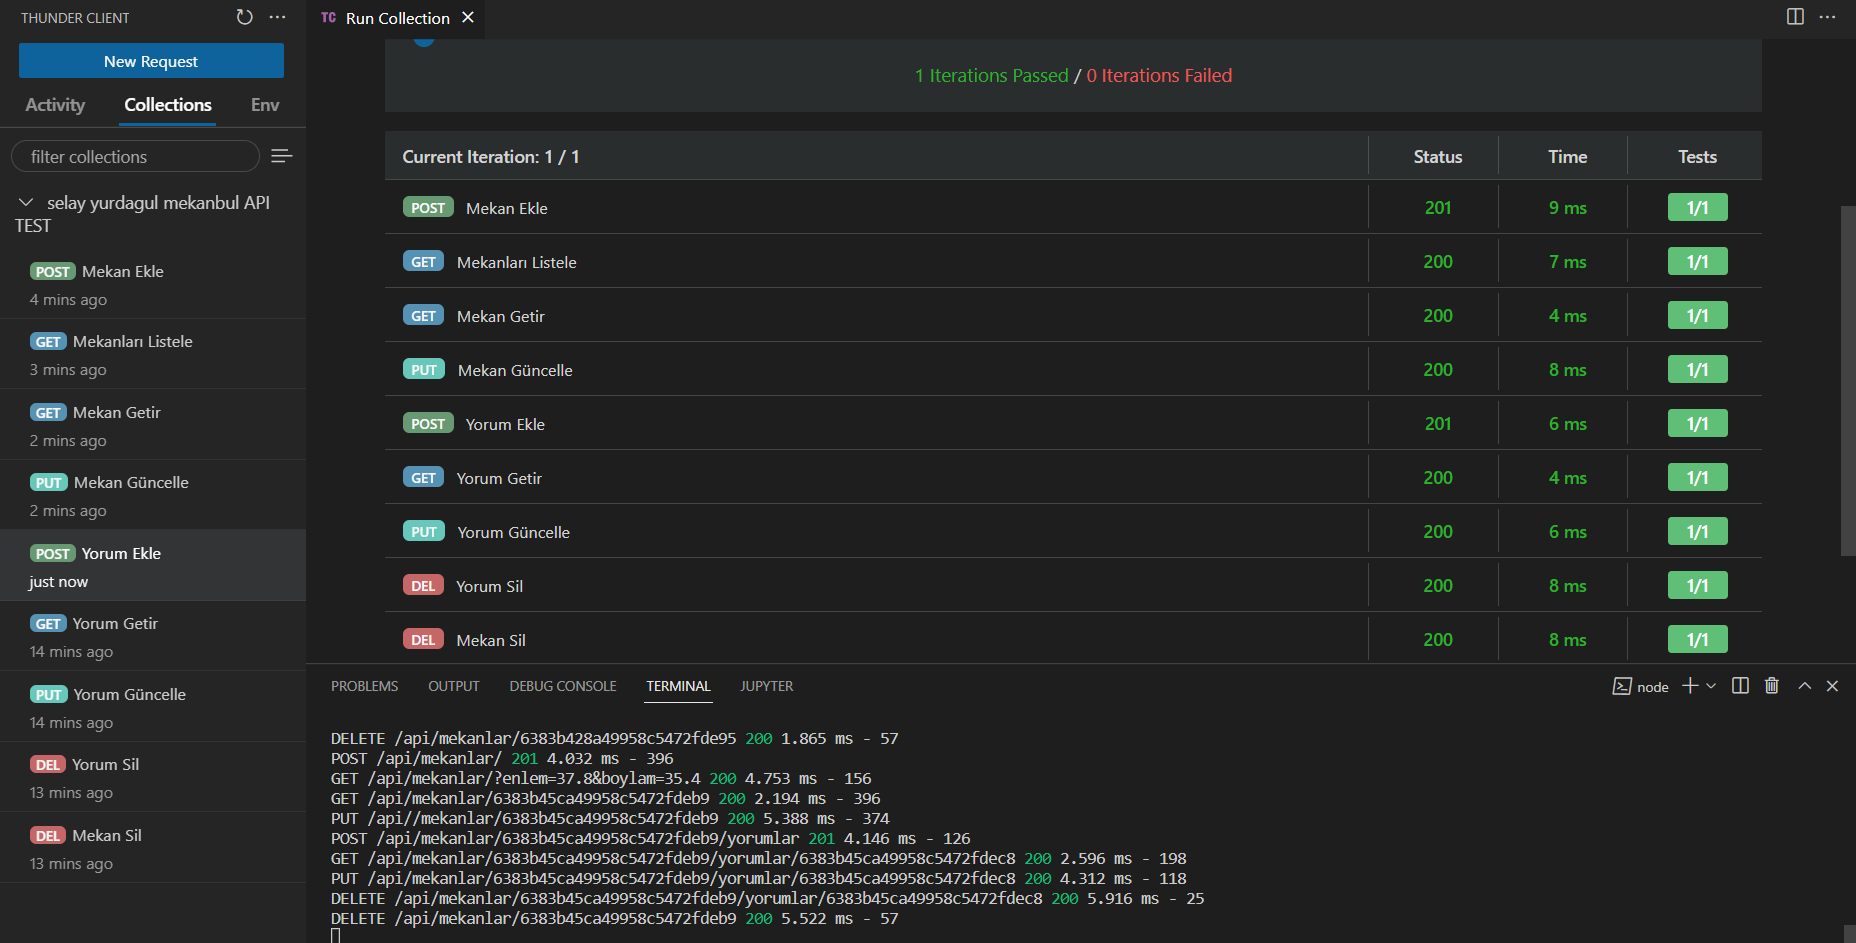 THUNDER CLIENT
New Request
Activity Collections Env
filter collections
selay yurdagul mekanbul API
TEST
POST Mekan Ekle
4 mins ago
GET Mekanları Listele
3 mins ago
GET Mekan Getir
2 mins ago
PUT Mekan Güncelle
2 mins ago
POST Yorum Ekle
just now
GET Yorum Getir
14 mins ago
PUT Yorum Güncelle
14 mins ago
DEL Yorum Sil
13 mins ago
DEL Mekan Sil
13 mins ago
TC Run Collection
1 Iterations Passed / 0 Iterations Failed
Current Iteration: 1 / 1 Status Time Tests
POST Mekan Ekle 201 9 ms 1/1
GET Mekanları Listele 200 7 ms 1/1
GET Mekan Getir 200 4 ms 1/1
PUT Mekan Güncelle 200 8 ms 1/1
POST Yorum Ekle 201 6 ms 1/1
GET Yorum Getir 200 4 ms 1/1
PUT Yorum Güncelle 200 6 ms 1/1
DEL Yorum Sil 200 8 ms 1/1
DEL Mekan Sil 200 8 ms 1/1
PROBLEMS OUTPUT DEBUG CONSOLE TERMINAL JUPYTER node
DELETE /api/mekanlar/6383b428a49958c5472fde95 200 1.865 ms - 57
POST /api/mekanlar/ 201 4.032 ms - 396
GET /api/mekanlar/?enlem=37.8&boylam=35.4 200 4.753 ms - 156
GET /api/mekanlar/6383b45ca49958c5472fdeb9 200 2.194 ms - 396
PUT /api//mekanlar/6383b45ca49958c5472fdeb9 200 5.388 ms - 374
POST /api/mekanlar/6383b45ca49958c5472fdeb9/yorumlar 201 4.146 ms - 126
GET /api/mekanlar/6383b45ca49958c5472fdeb9/yorumlar/6383b45ca49958c5472fdec8 200 2.596 ms - 198
PUT /api/mekanlar/6383b45ca49958c5472fdeb9/yorumlar/6383b45ca49958c5472fdec8 200 4.312 ms - 118
DELETE /api/mekanlar/6383b45ca49958c5472fdeb9/yorumlar/6383b45ca49958c5472fdec8 200 5.916 ms - 25
DELETE /api/mekanlar/6383b45ca49958c5472fdeb9 200 5.522 ms - 57